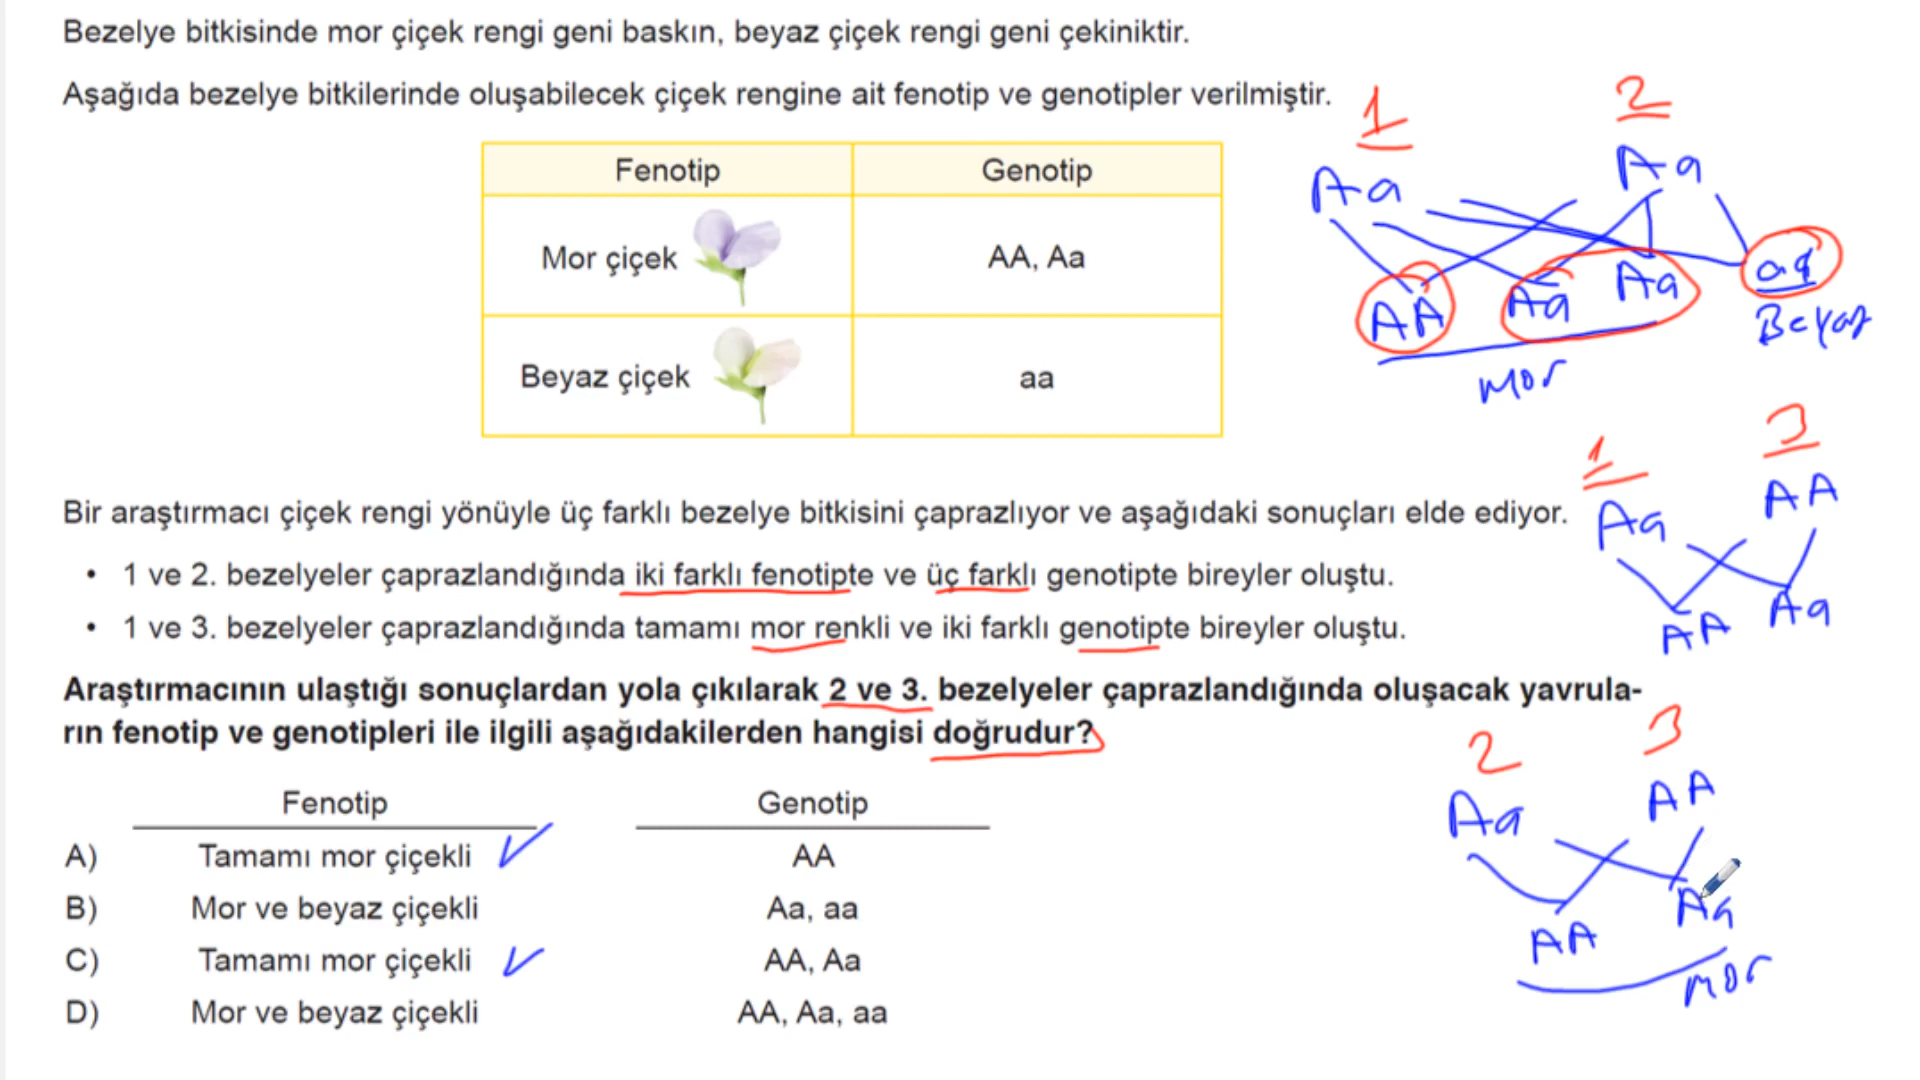 Bezelye bitkisinde mor çiçek rengi geni baskın, beyaz çiçek rengi geni çekiniktir.
Aşağıda bezelye bitkilerinde oluşabilecek çiçek rengine ait fenotip ve genotipler verilmiştir.
Fenotip Genotip
Mor çiçek AA, Aa
Beyaz çiçek aa
1 2
Aa Aa
AA Aa Aa aa
Mor Beyaz
1 3
Aa AA
AA Aa
Bir araştırmacı çiçek rengi yönüyle üç farklı bezelye bitkisini çaprazlıyor ve aşağıdaki sonuçları elde ediyor.
• 1 ve 2. bezelyeler çaprazlandığında iki farklı fenotipte ve üç farklı genotipte bireyler oluştu.
• 1 ve 3. bezelyeler çaprazlandığında tamamı mor renkli ve iki farklı genotipte bireyler oluştu.
Araştırmacının ulaştığı sonuçlardan yola çıkılarak 2 ve 3. bezelyeler çaprazlandığında oluşacak yavrula-
rın fenotip ve genotipleri ile ilgili aşağıdakilerden hangisi doğrudur?
Fenotip Genotip
A) Tamamı mor çiçekli AA
B) Mor ve beyaz çiçekli Aa, aa
C) Tamamı mor çiçekli AA, Aa
D) Mor ve beyaz çiçekli AA, Aa, aa
2 3
Aa AA
AA Aa
mor